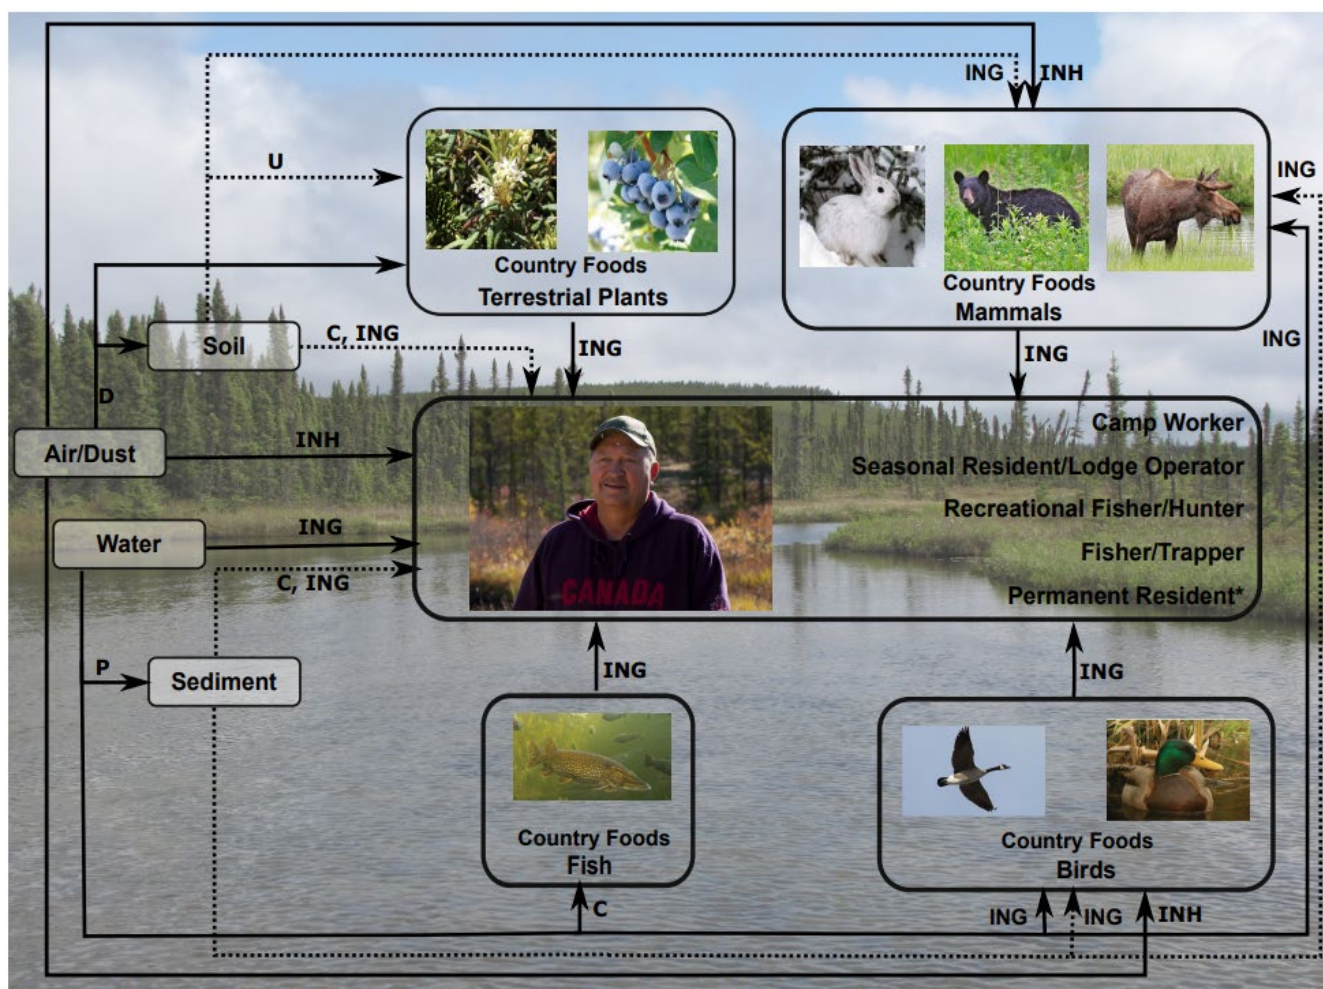 ING
INH
U
ING
Country Foods
Terrestrial Plants
Country Foods
Mammals
Soil
C, ING
ING
ING
ING
D
Air/Dust
INH
Camp Worker
Seasonal Resident/Lodge Operator
Recreational Fisher/Hunter
Fisher/Trapper
Permanent Resident*
CANADA
Water
ING
C, ING
P
Sediment
ING
ING
Country Foods
Fish
Country Foods
Birds
C
ING
ING
INH